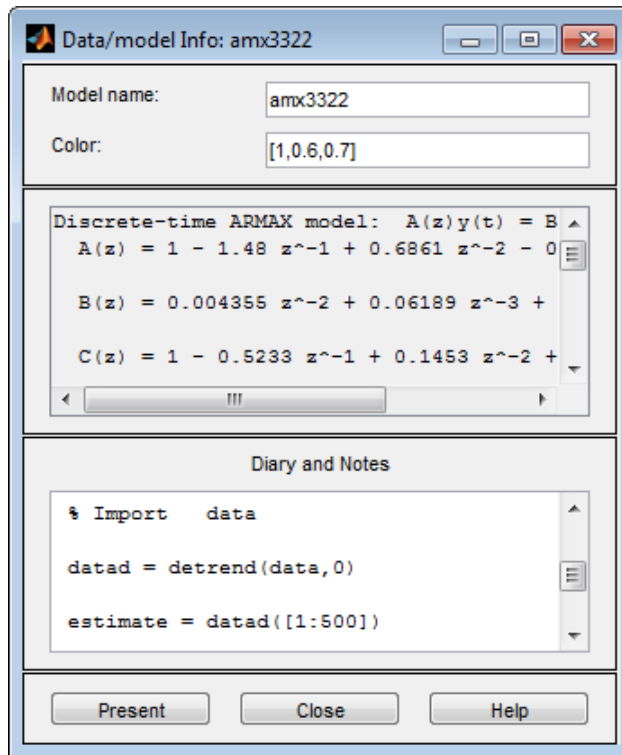 Data/model Info: amx3322
Model name:
amx3322
Color:
[1,0.6,0.7]
Discrete-time ARMAX model:  A(z)y(t) = B
A(z) = 1 - 1.48 z^-1 + 0.6861 z^-2 - 0
B(z) = 0.004355 z^-2 + 0.06189 z^-3 +
C(z) = 1 - 0.5233 z^-1 + 0.1453 z^-2 +
Diary and Notes
% Import   data
datad = detrend(data,0)
estimate = datad([1:500])
Present
Close
Help